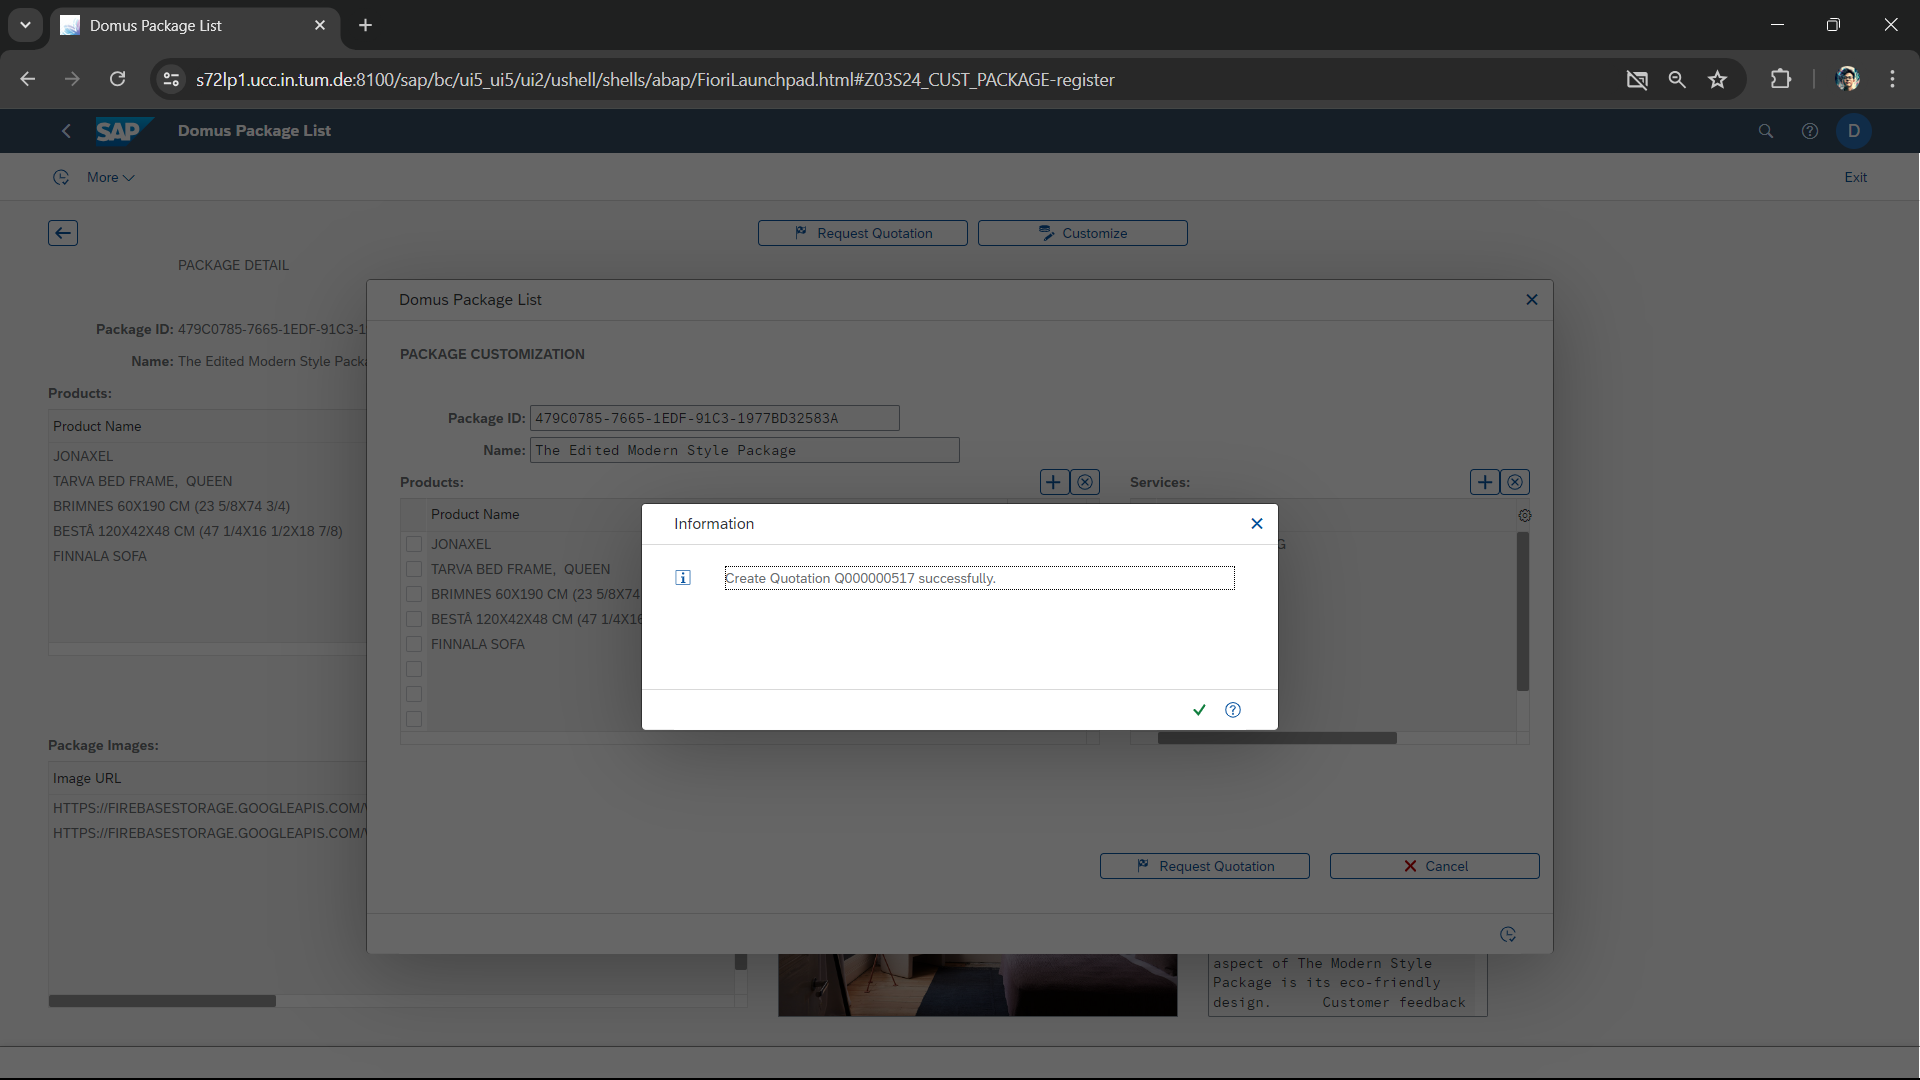 Domus Package List
s72lp1.ucc.in.tum.de:8100/sap/bc/ui5_ui5/ui2/ushell/shells/abap/FioriLaunchpad.html#Z03S24_CUST_PACKAGE-register
SAP
Domus Package List
D
More
Exit
Request Quotation
Customize
PACKAGE DETAIL
Package ID: 479C0785-7665-1EDF-91C3-1
Name: The Edited Modern Style Packa
Products:
Product Name
JONAXEL
TARVA BED FRAME, QUEEN
BRIMNES 60X190 CM (23 5/8X74 3/4)
BESTÅ 120X42X48 CM (47 1/4X16 1/2X18 7/8)
FINNALA SOFA
Package Images:
Image URL
HTTPS://FIREBASESTORAGE.GOOGLEAPIS.COM/
HTTPS://FIREBASESTORAGE.GOOGLEAPIS.COM/
Domus Package List
PACKAGE CUSTOMIZATION
Package ID: 479C0785-7665-1EDF-91C3-1977BD32583A
Name: The Edited Modern Style Package
Products:
Services:
Product Name
JONAXEL
TARVA BED FRAME, QUEEN
BRIMNES 60X190 CM (23 5/8X74
BESTÅ 120X42X48 CM (47 1/4X16
FINNALA SOFA
G
Information
Create Quotation Q000000517 successfully.
Request Quotation
Cancel
aspect of The Modern Style
Package is its eco-friendly
design. Customer feedback